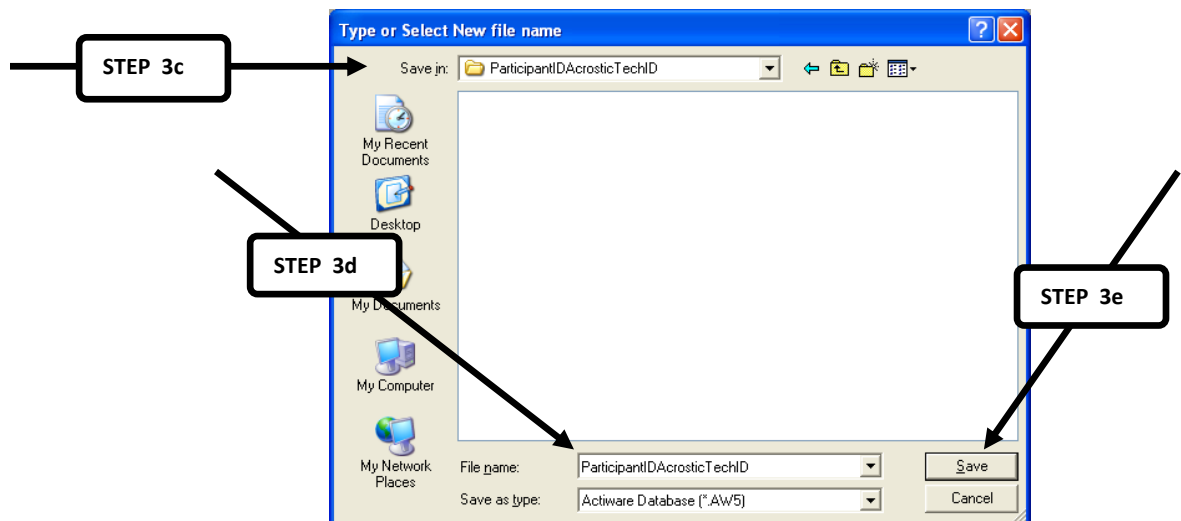 Type or Select New file name
STEP 3c
Save in: ParticipantIDAcrosticTechID
My Recent
Documents
Desktop
STEP 3d
My Documents
STEP 3e
My Computer
My Network
Places
File name: ParticipantIDAcrosticTechID Save
Save as type: Actiware Database (*.AW5) Cancel